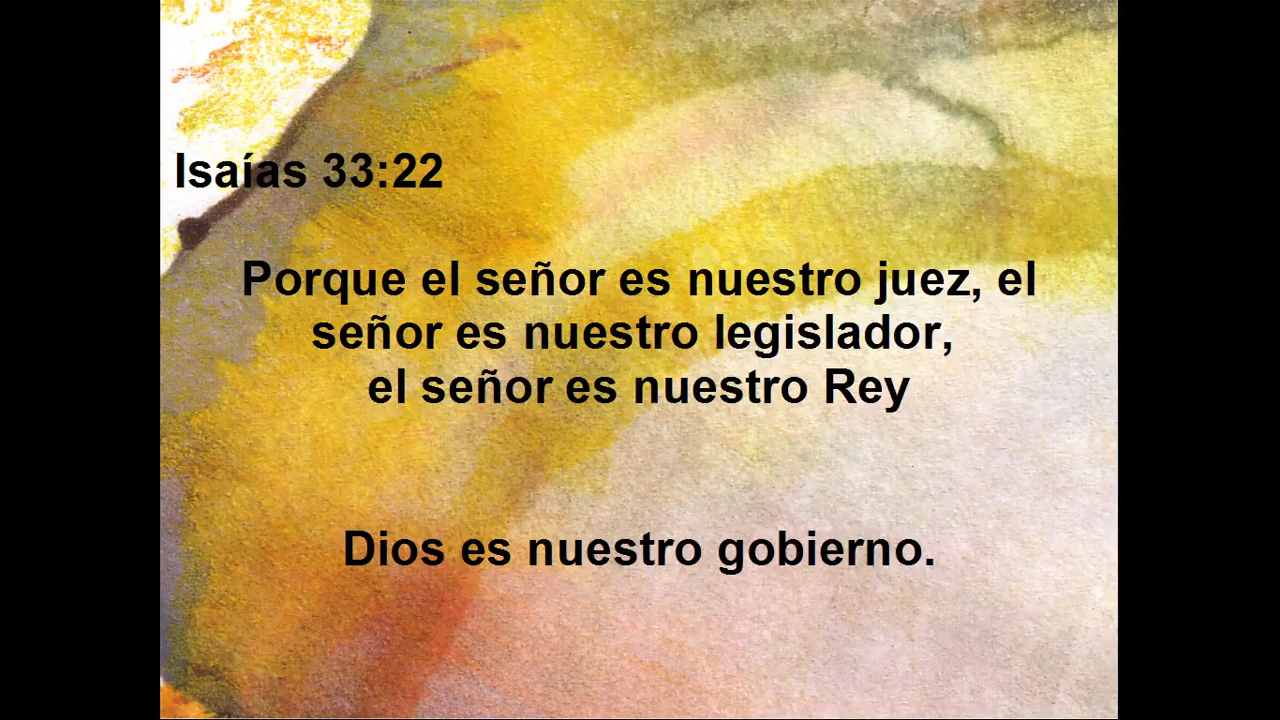 Isaías 33:22
Porque el señor es nuestro juez, el
señor es nuestro legislador,
el señor es nuestro Rey
Dios es nuestro gobierno.